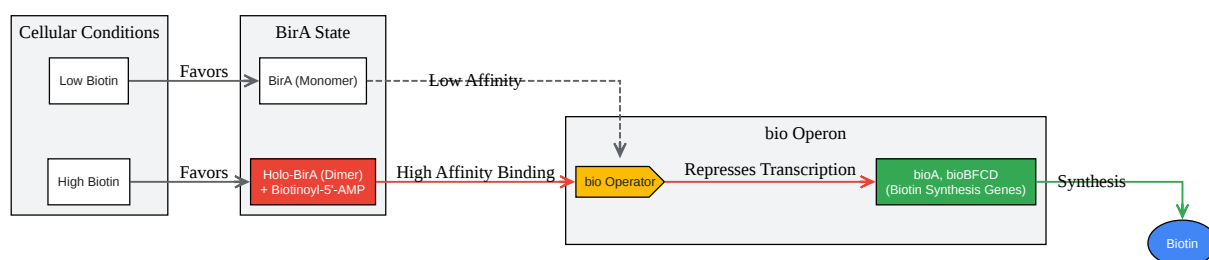 Cellular Conditions
BirA State
Low Biotin
Favors
BirA (Monomer)
Low Affinity
bio Operon
High Biotin
Favors
Holo-BirA (Dimer)
+ Biotinoyl-5'-AMP
High Affinity Binding
bio Operator
Represses Transcription
bioA, bioBFCD
(Biotin Synthesis Genes)
Synthesis
Biotin